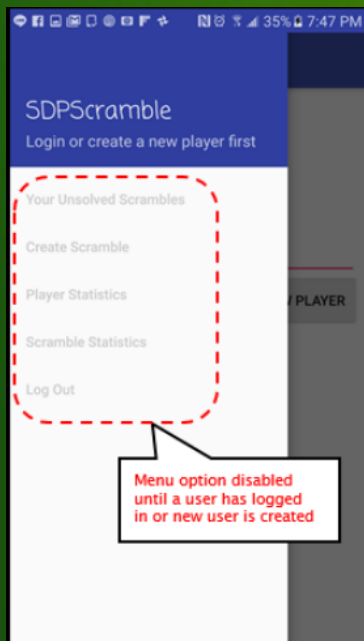 35% 7:47 PM
SDPScramble
Login or create a new player first
Your Unsolved Scrambles
Create Scramble
Player Statistics
/ PLAYER
Scramble Statistics
Log Out
Menu option disabled
until a user has logged
in or new user is created